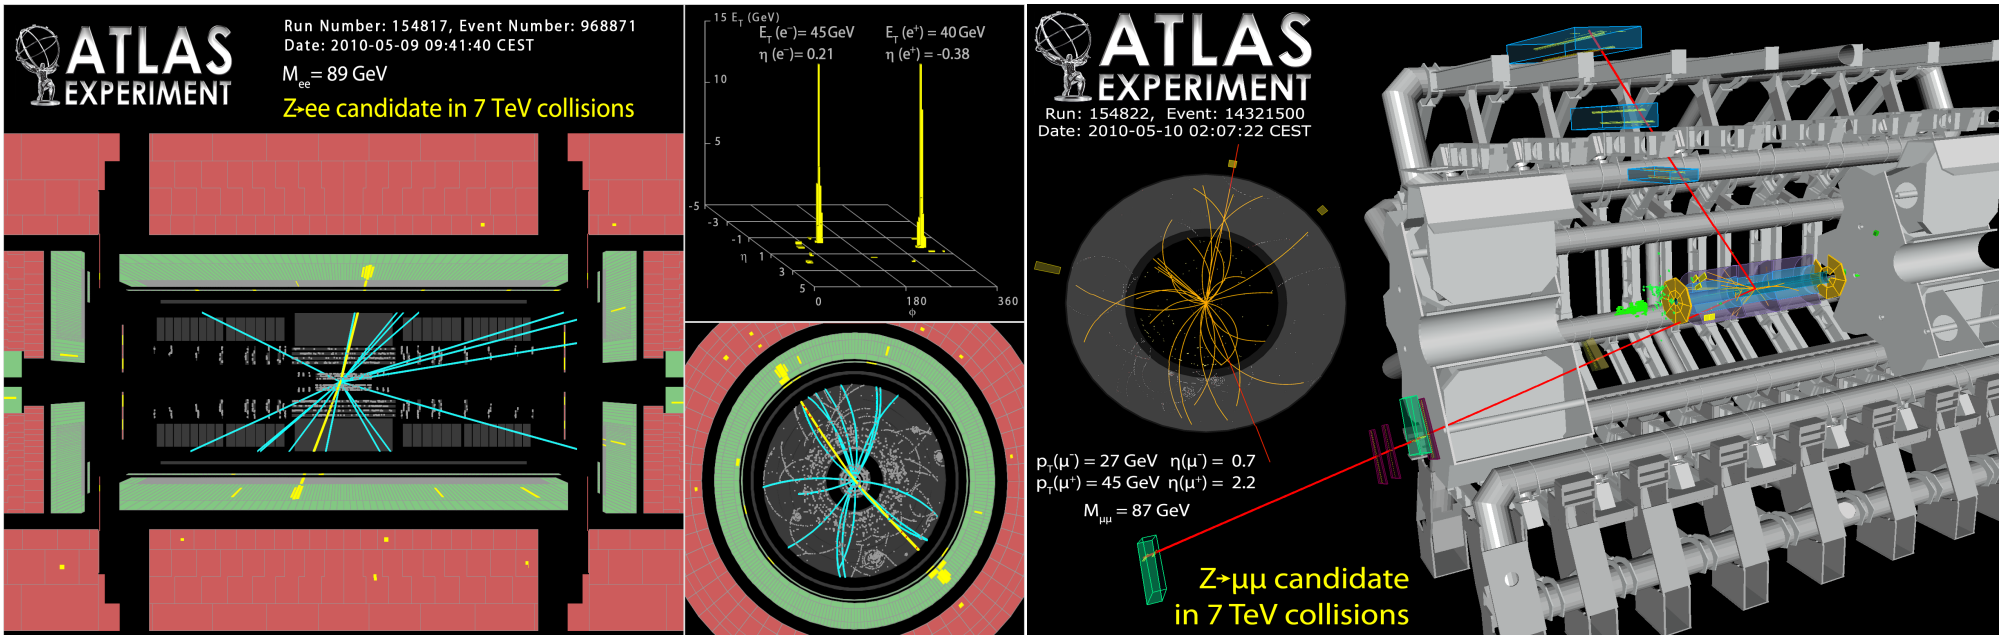 ATLAS
EXPERIMENT
Run Number: 154817, Event Number: 968871
Date: 2010-05-09 09:41:40 CEST
Mee = 89 GeV
Z→ee candidate in 7 TeV collisions
15 ET (GeV)
ET (e-) = 45 GeV
η (e-) = 0.21
ET (e+) = 40 GeV
η (e+) = -0.38
10
5
-5
-3
-1
η
1
3
5
0
180
360
ϕ
ATLAS
EXPERIMENT
Run: 154822, Event: 14321500
Date: 2010-05-10 02:07:22 CEST
pT(μ-) = 27 GeV η(μ-) = 0.7
pT(μ+) = 45 GeV η(μ+) = 2.2
Mμμ = 87 GeV
Z→μμ candidate
in 7 TeV collisions